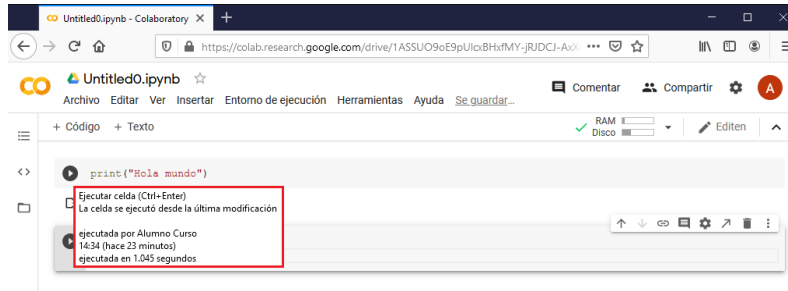 Untitled0.ipynb - Colaboratory
https://colab.research.google.com/drive/1ASSUO9oE9pUIcxBHxfMY-jRJDCJ-AxX
Untitled0.ipynb
Comentar
Compartir
A
Archivo Editar Ver Insertar Entorno de ejecución Herramientas Ayuda Se guardar...
+ Código + Texto
RAM
Disco
Editen
print("Hola mundo")
Ejecutar celda (Ctrl+Enter)
La celda se ejecutó desde la última modificación
ejecutada por Alumno Curso
14:34 (hace 23 minutos)
ejecutada en 1.045 segundos